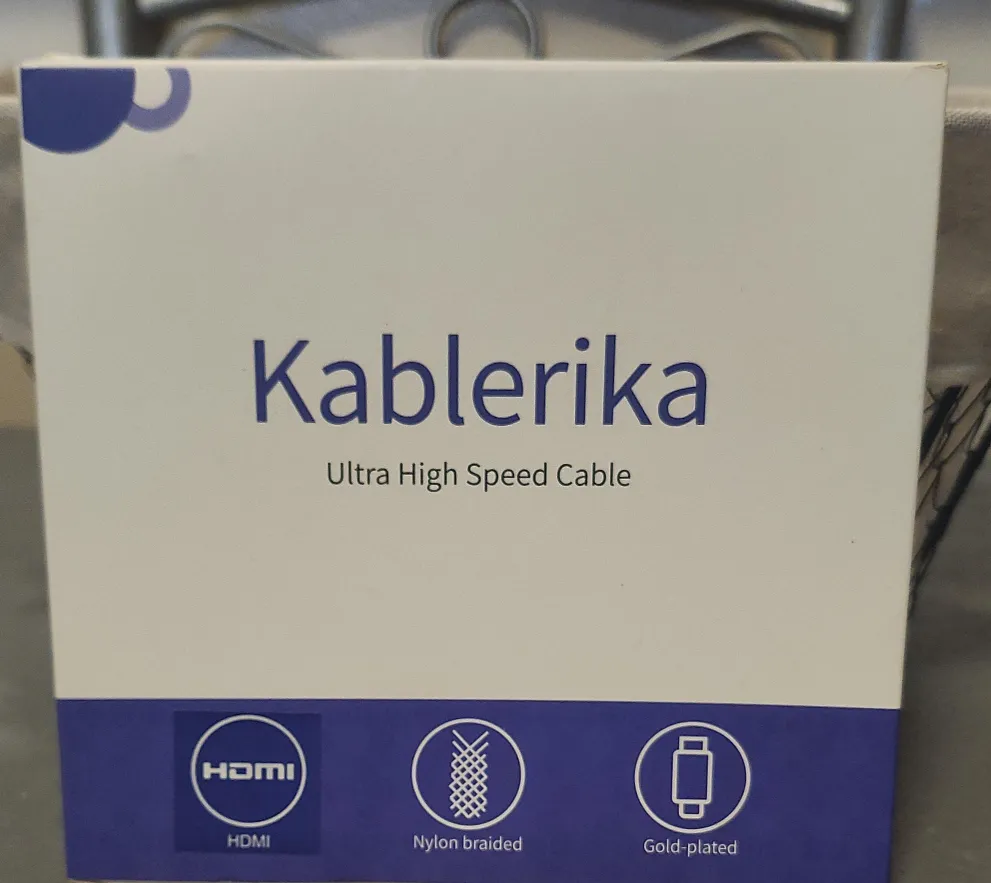 Kablerika
Ultra High Speed Cable
HDMI
HDMI
Nylon braided
Gold-plated